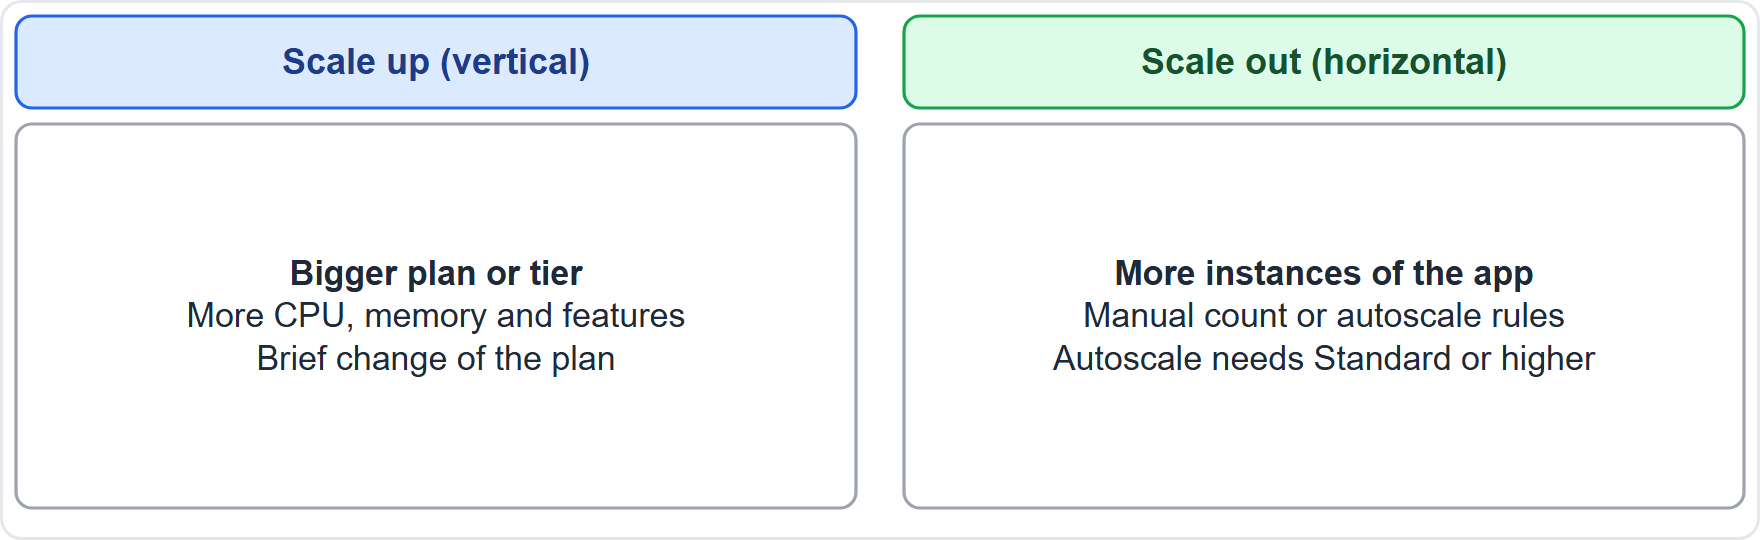 Scale up (vertical)
Bigger plan or tier
More CPU, memory and features
Brief change of the plan
Scale out (horizontal)
More instances of the app
Manual count or autoscale rules
Autoscale needs Standard or higher